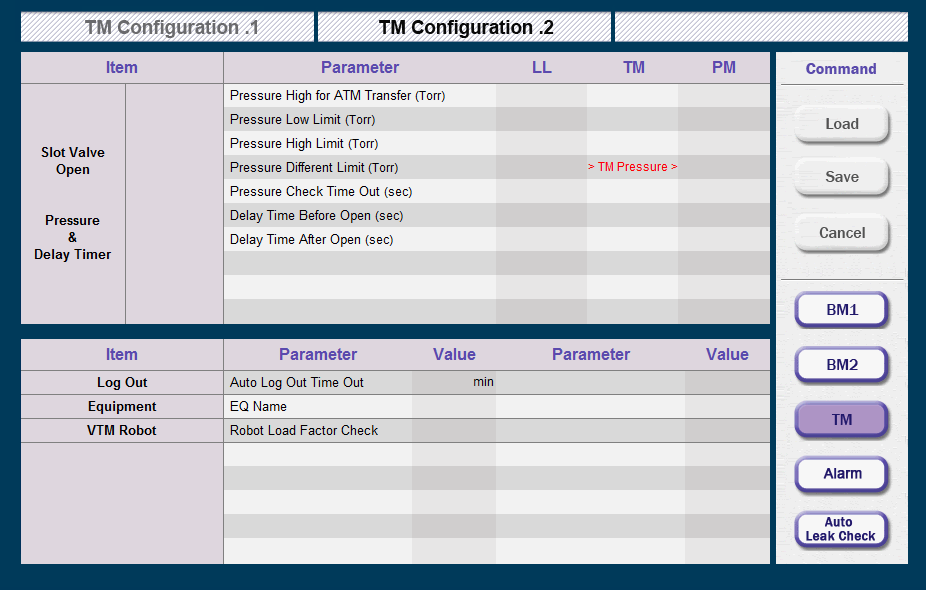 TM Configuration .1
TM Configuration .2
Item Parameter LL TM PM
Slot Valve
Open
Pressure
&
Delay Timer
Pressure High for ATM Transfer (Torr)
Pressure Low Limit (Torr)
Pressure High Limit (Torr)
Pressure Different Limit (Torr) > TM Pressure >
Pressure Check Time Out (sec)
Delay Time Before Open (sec)
Delay Time After Open (sec)
Item Parameter Value Parameter Value
Log Out Auto Log Out Time Out min
Equipment EQ Name
VTM Robot Robot Load Factor Check
Command
Load
Save
Cancel
BM1
BM2
TM
Alarm
Auto
Leak Check